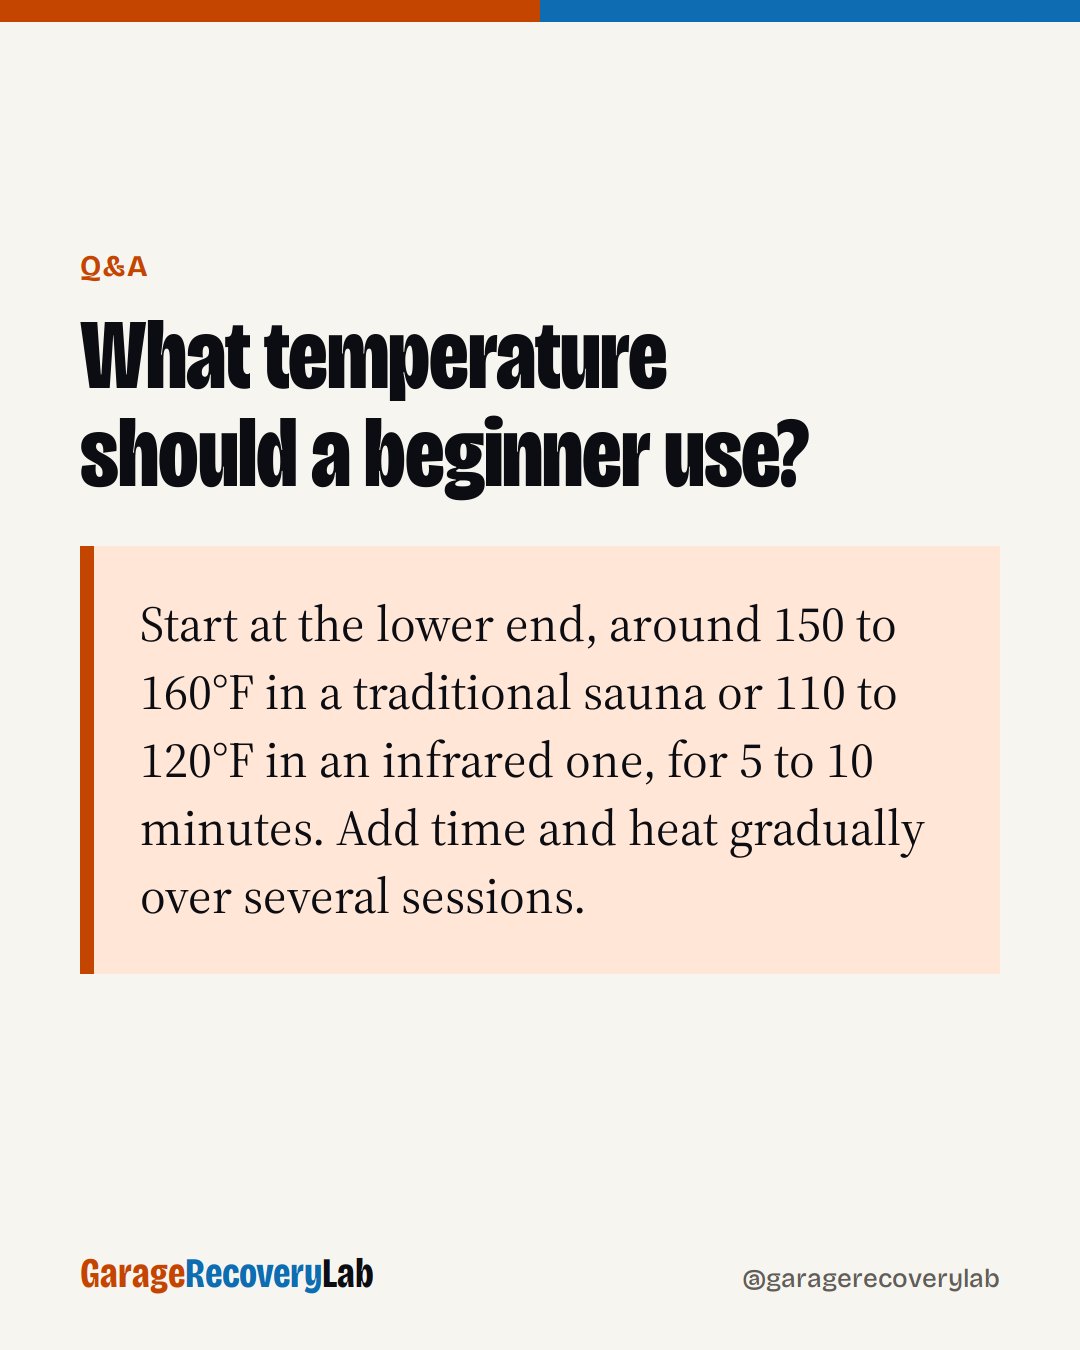 Q&A
What temperature
should a beginner use?
Start at the lower end, around 150 to
160°F in a traditional sauna or 110 to
120°F in an infrared one, for 5 to 10
minutes. Add time and heat gradually
over several sessions.
GarageRecoveryLab
@garagerecoverylab